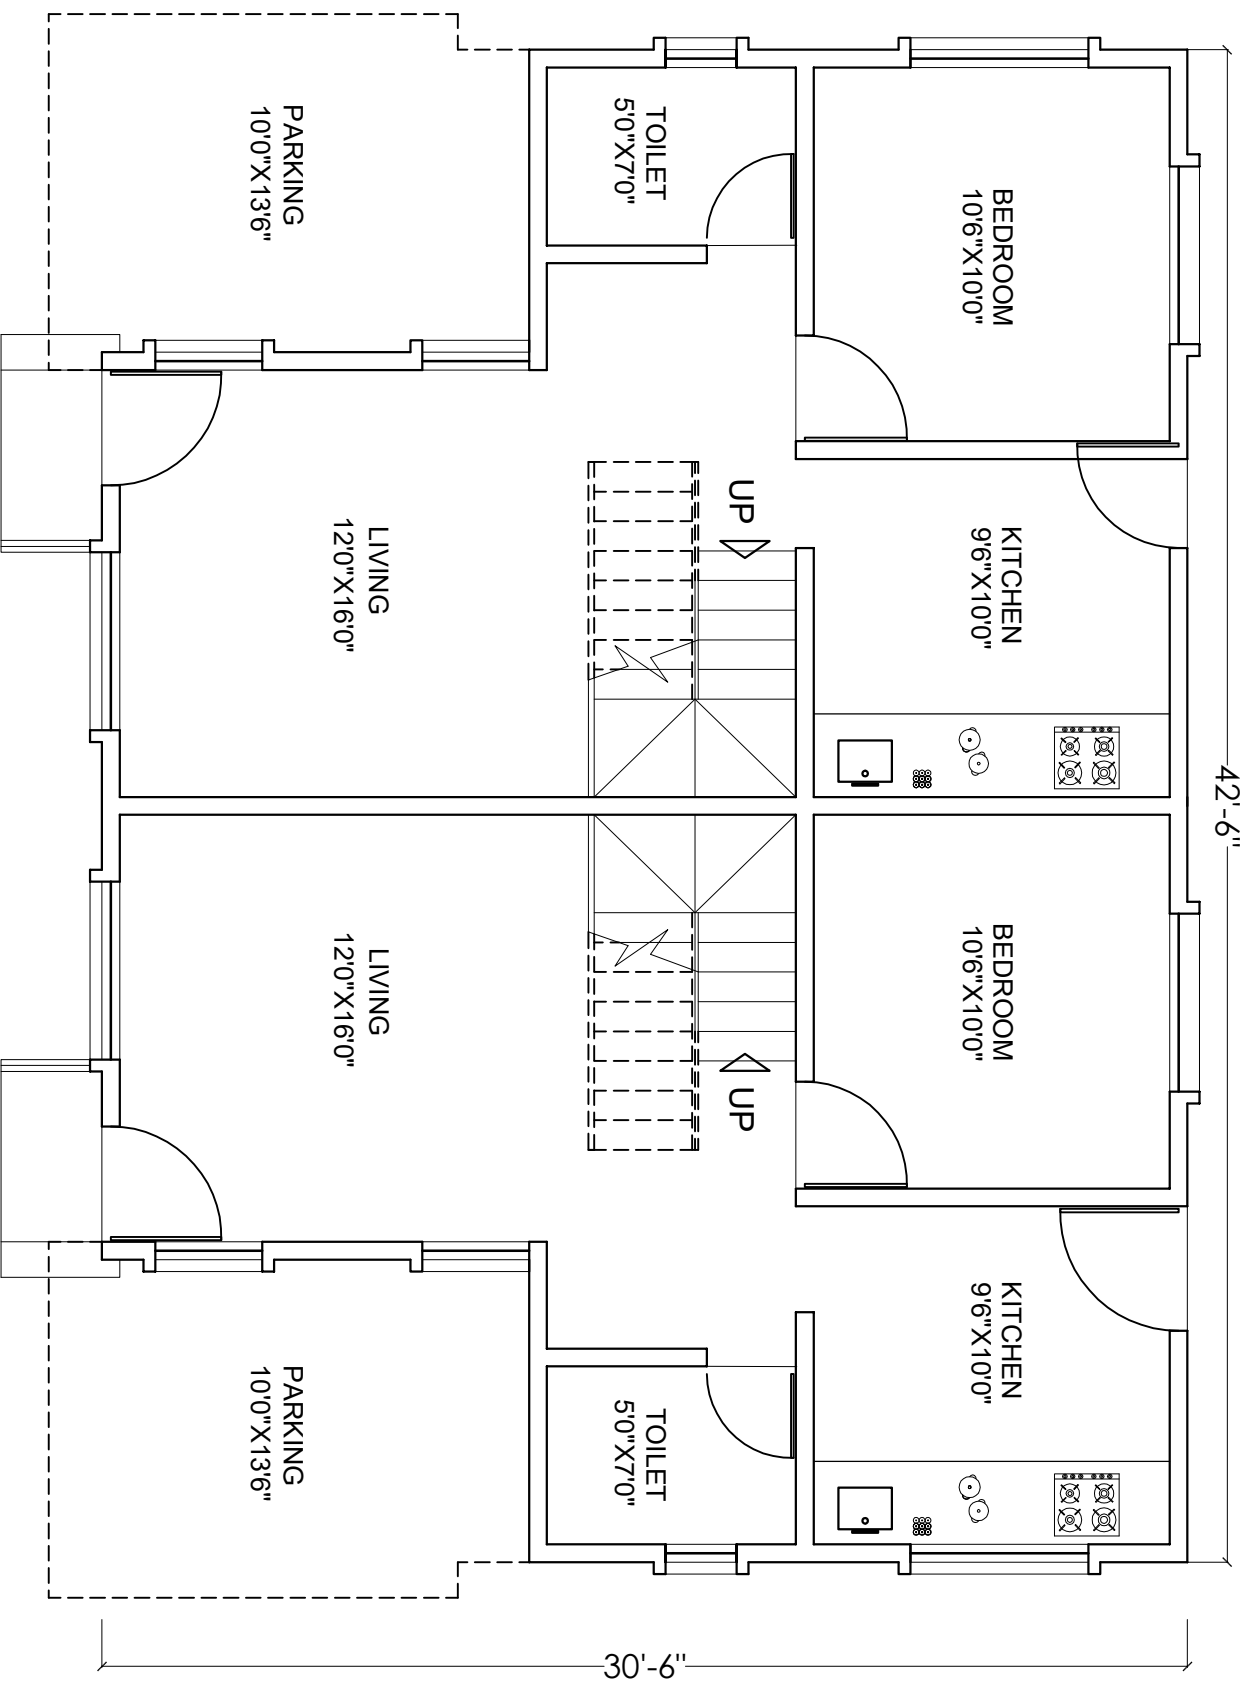 PARKING
10'0"X13'6"
TOILET
5'0"X7'0"
BEDROOM
10'6"X10'0"
LIVING
12'0"X16'0"
UP
KITCHEN
9'6"X10'0"
42'-6"
LIVING
12'0"X16'0"
UP
BEDROOM
10'6"X10'0"
KITCHEN
9'6"X10'0"
PARKING
10'0"X13'6"
TOILET
5'0"X7'0"
30'-6"